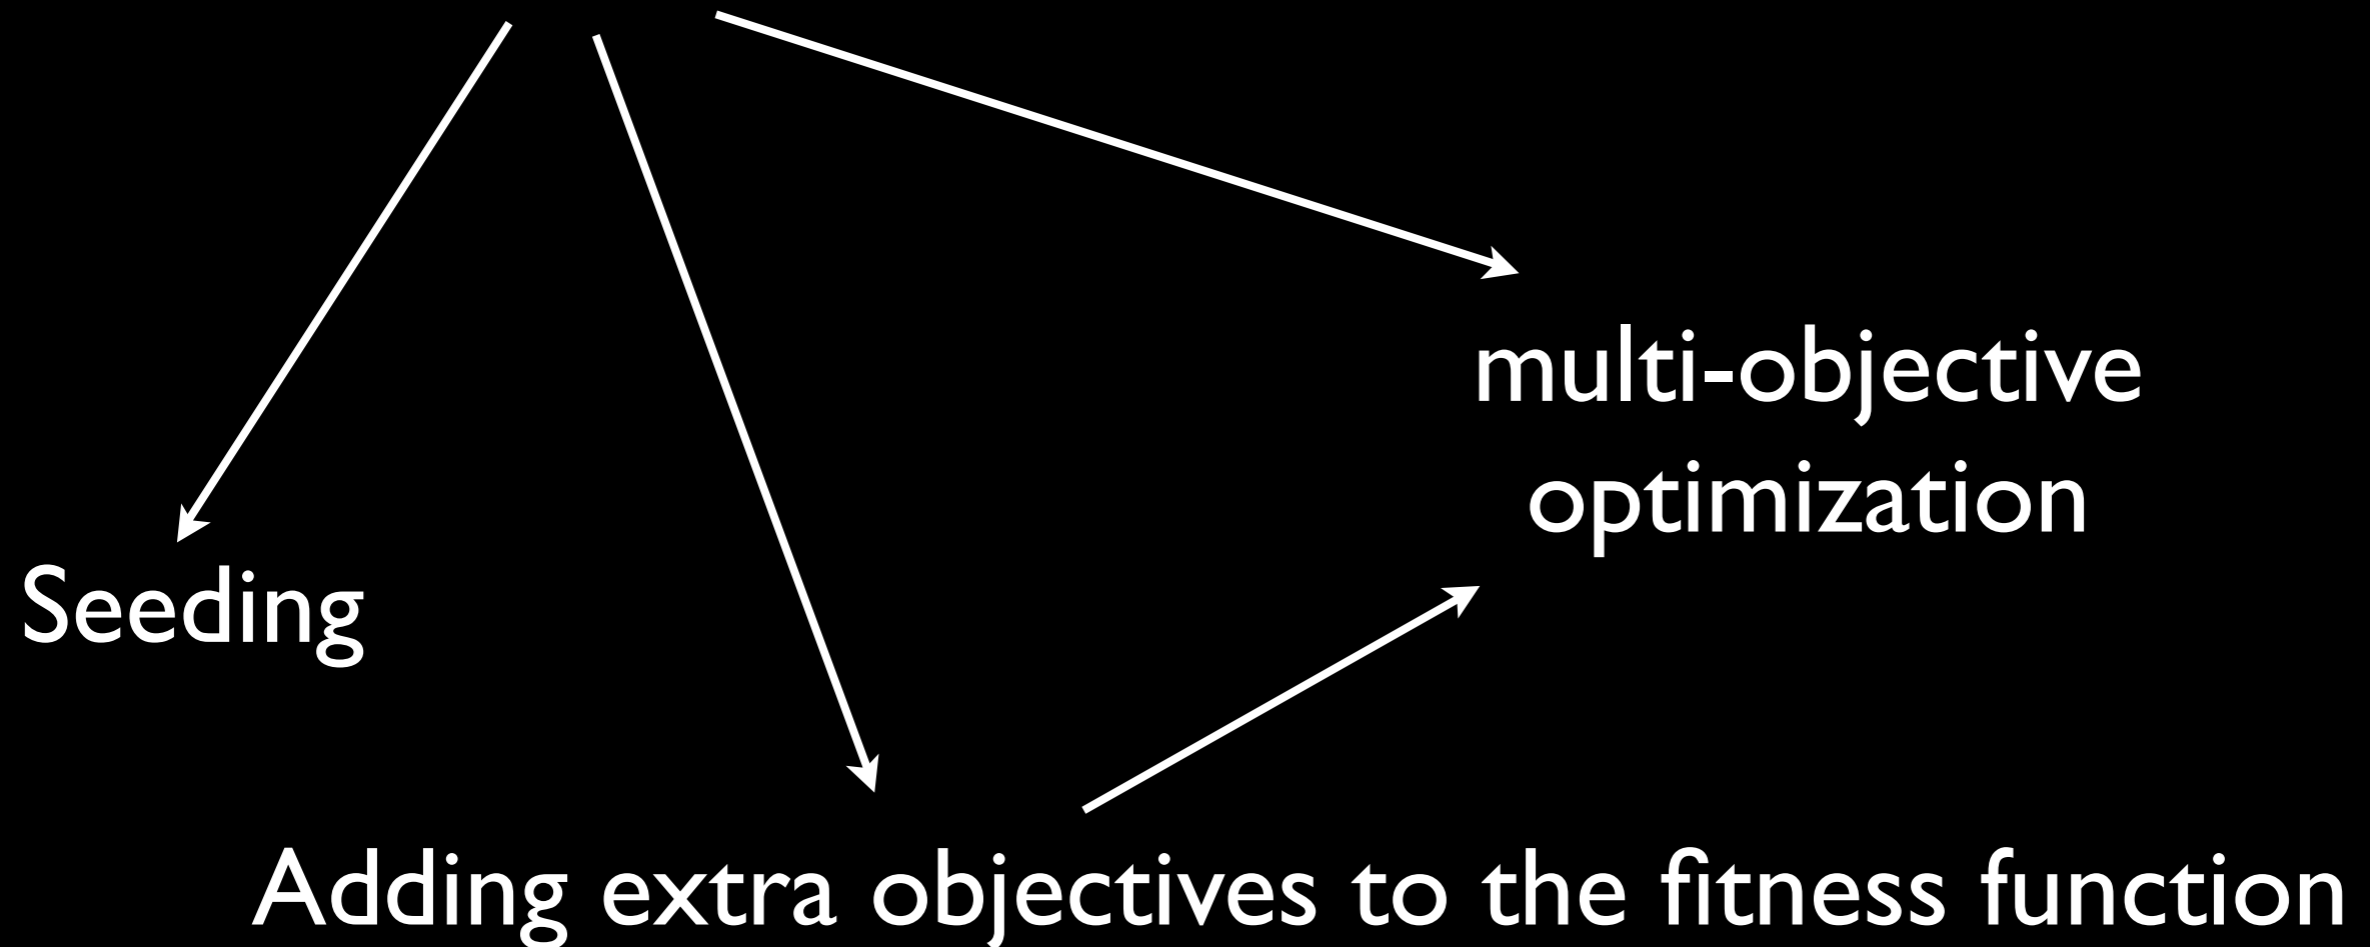 multi-objective
optimization
Seeding
Adding extra objectives to the fitness function